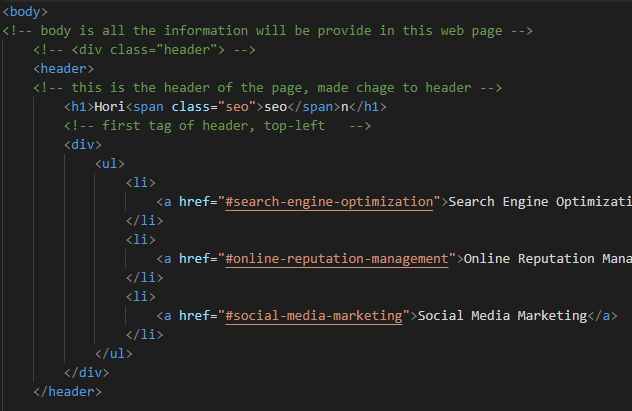 <body>
<!-- body is all the information will be provide in this web page -->
<!-- <div class="header"> -->
<header>
<!-- this is the header of the page, made chage to header -->
<h1>Hori<span class="seo">seo</span>n</h1>
<!-- first tag of header, top-left   -->
<div>
<ul>
<li>
<a href="#search-engine-optimization">Search Engine Optimizati
</li>
<li>
<a href="#online-reputation-management">Online Reputation Mana
</li>
<li>
<a href="#social-media-marketing">Social Media Marketing</a>
</li>
</ul>
</div>
</header>